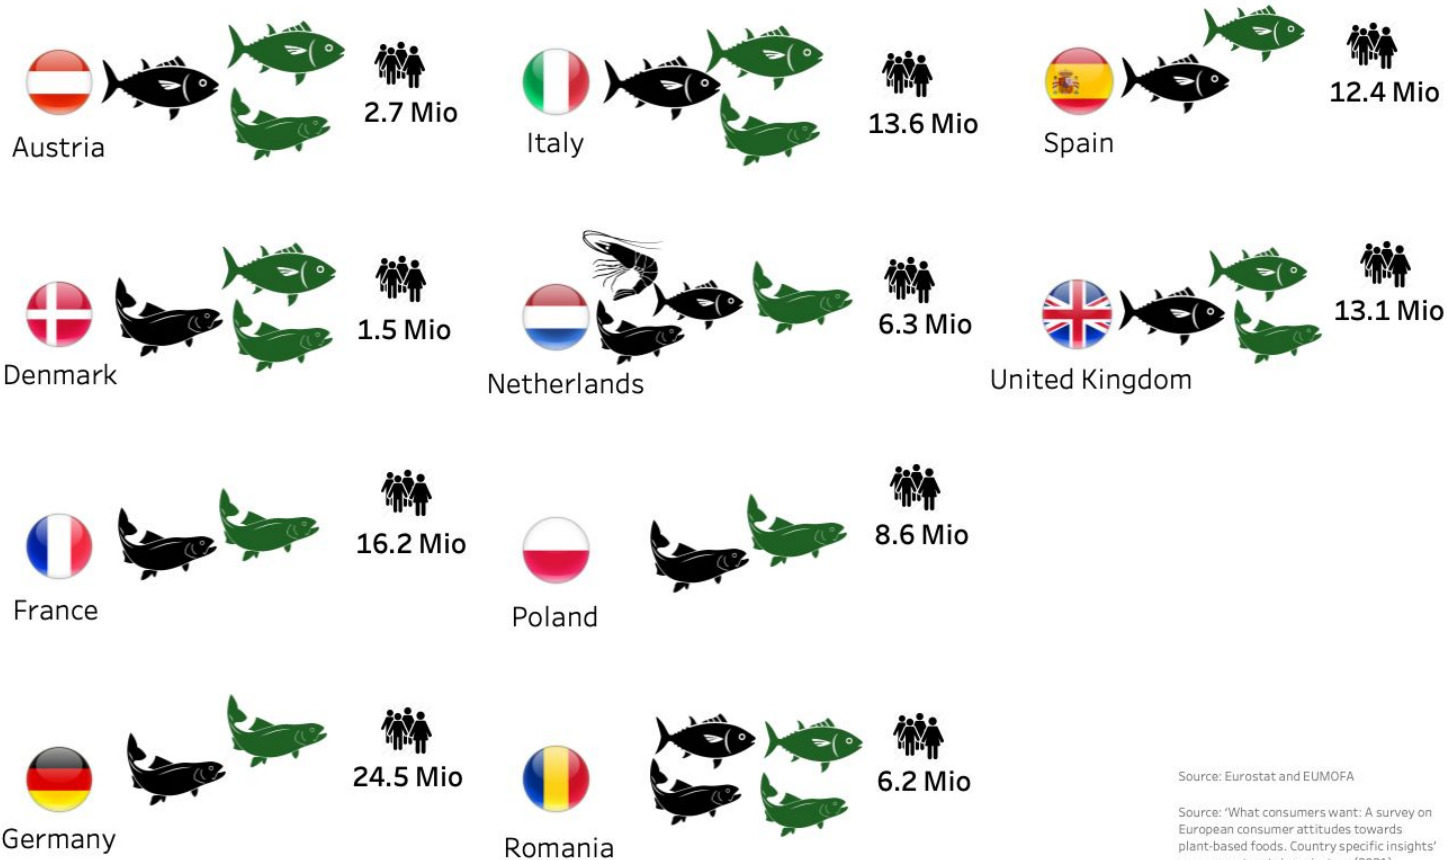 2.7 Mio
Austria
13.6 Mio
Italy
12.4 Mio
Spain
1.5 Mio
Denmark
6.3 Mio
Netherlands
13.1 Mio
United Kingdom
16.2 Mio
France
8.6 Mio
Poland
24.5 Mio
Germany
6.2 Mio
Romania
Source: Eurostat and EUMOFA
Source: 'What consumers want: A survey on
European consumer attitudes towards
plant-based foods. Country specific insights'